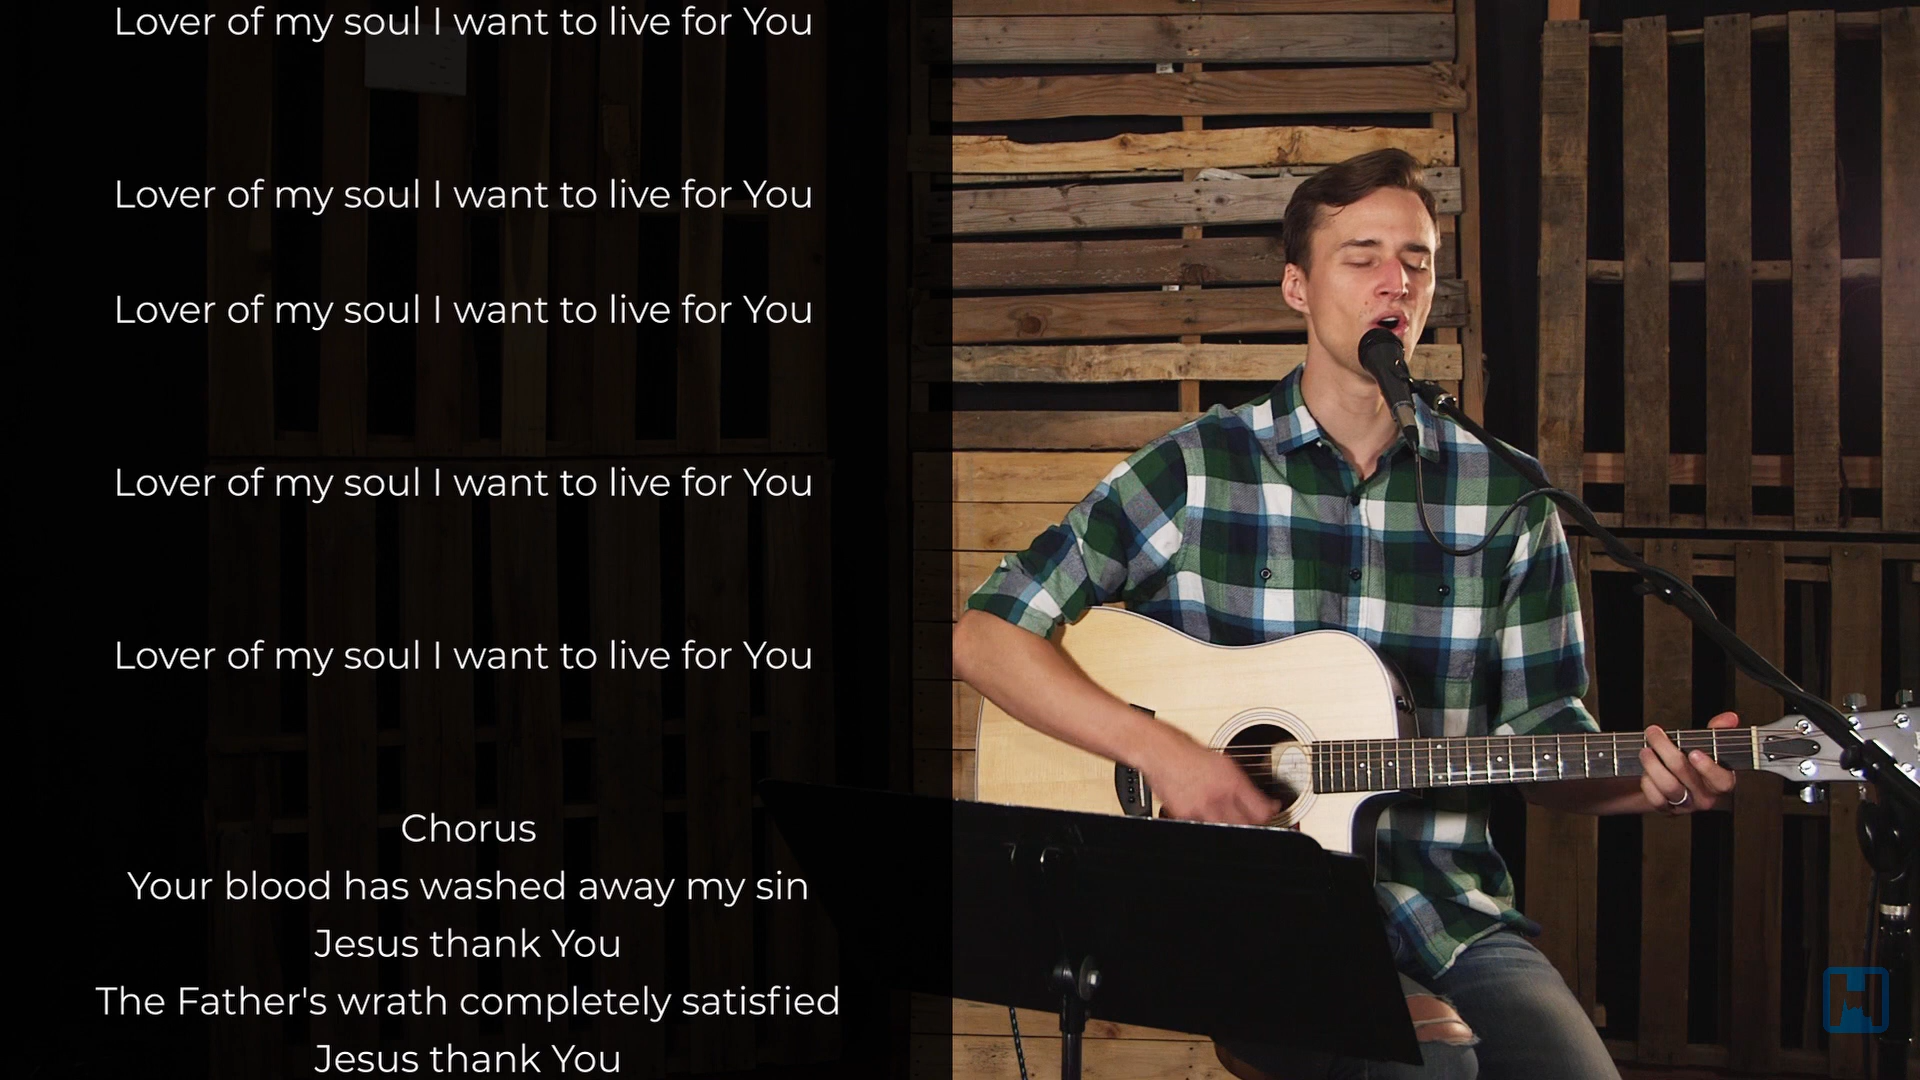 Lover of my soul I want to live for You
Lover of my soul I want to live for You
Lover of my soul I want to live for You
Lover of my soul I want to live for You
Lover of my soul I want to live for You
Chorus
Your blood has washed away my sin
Jesus thank You
The Father's wrath completely satisfied
Jesus thank You